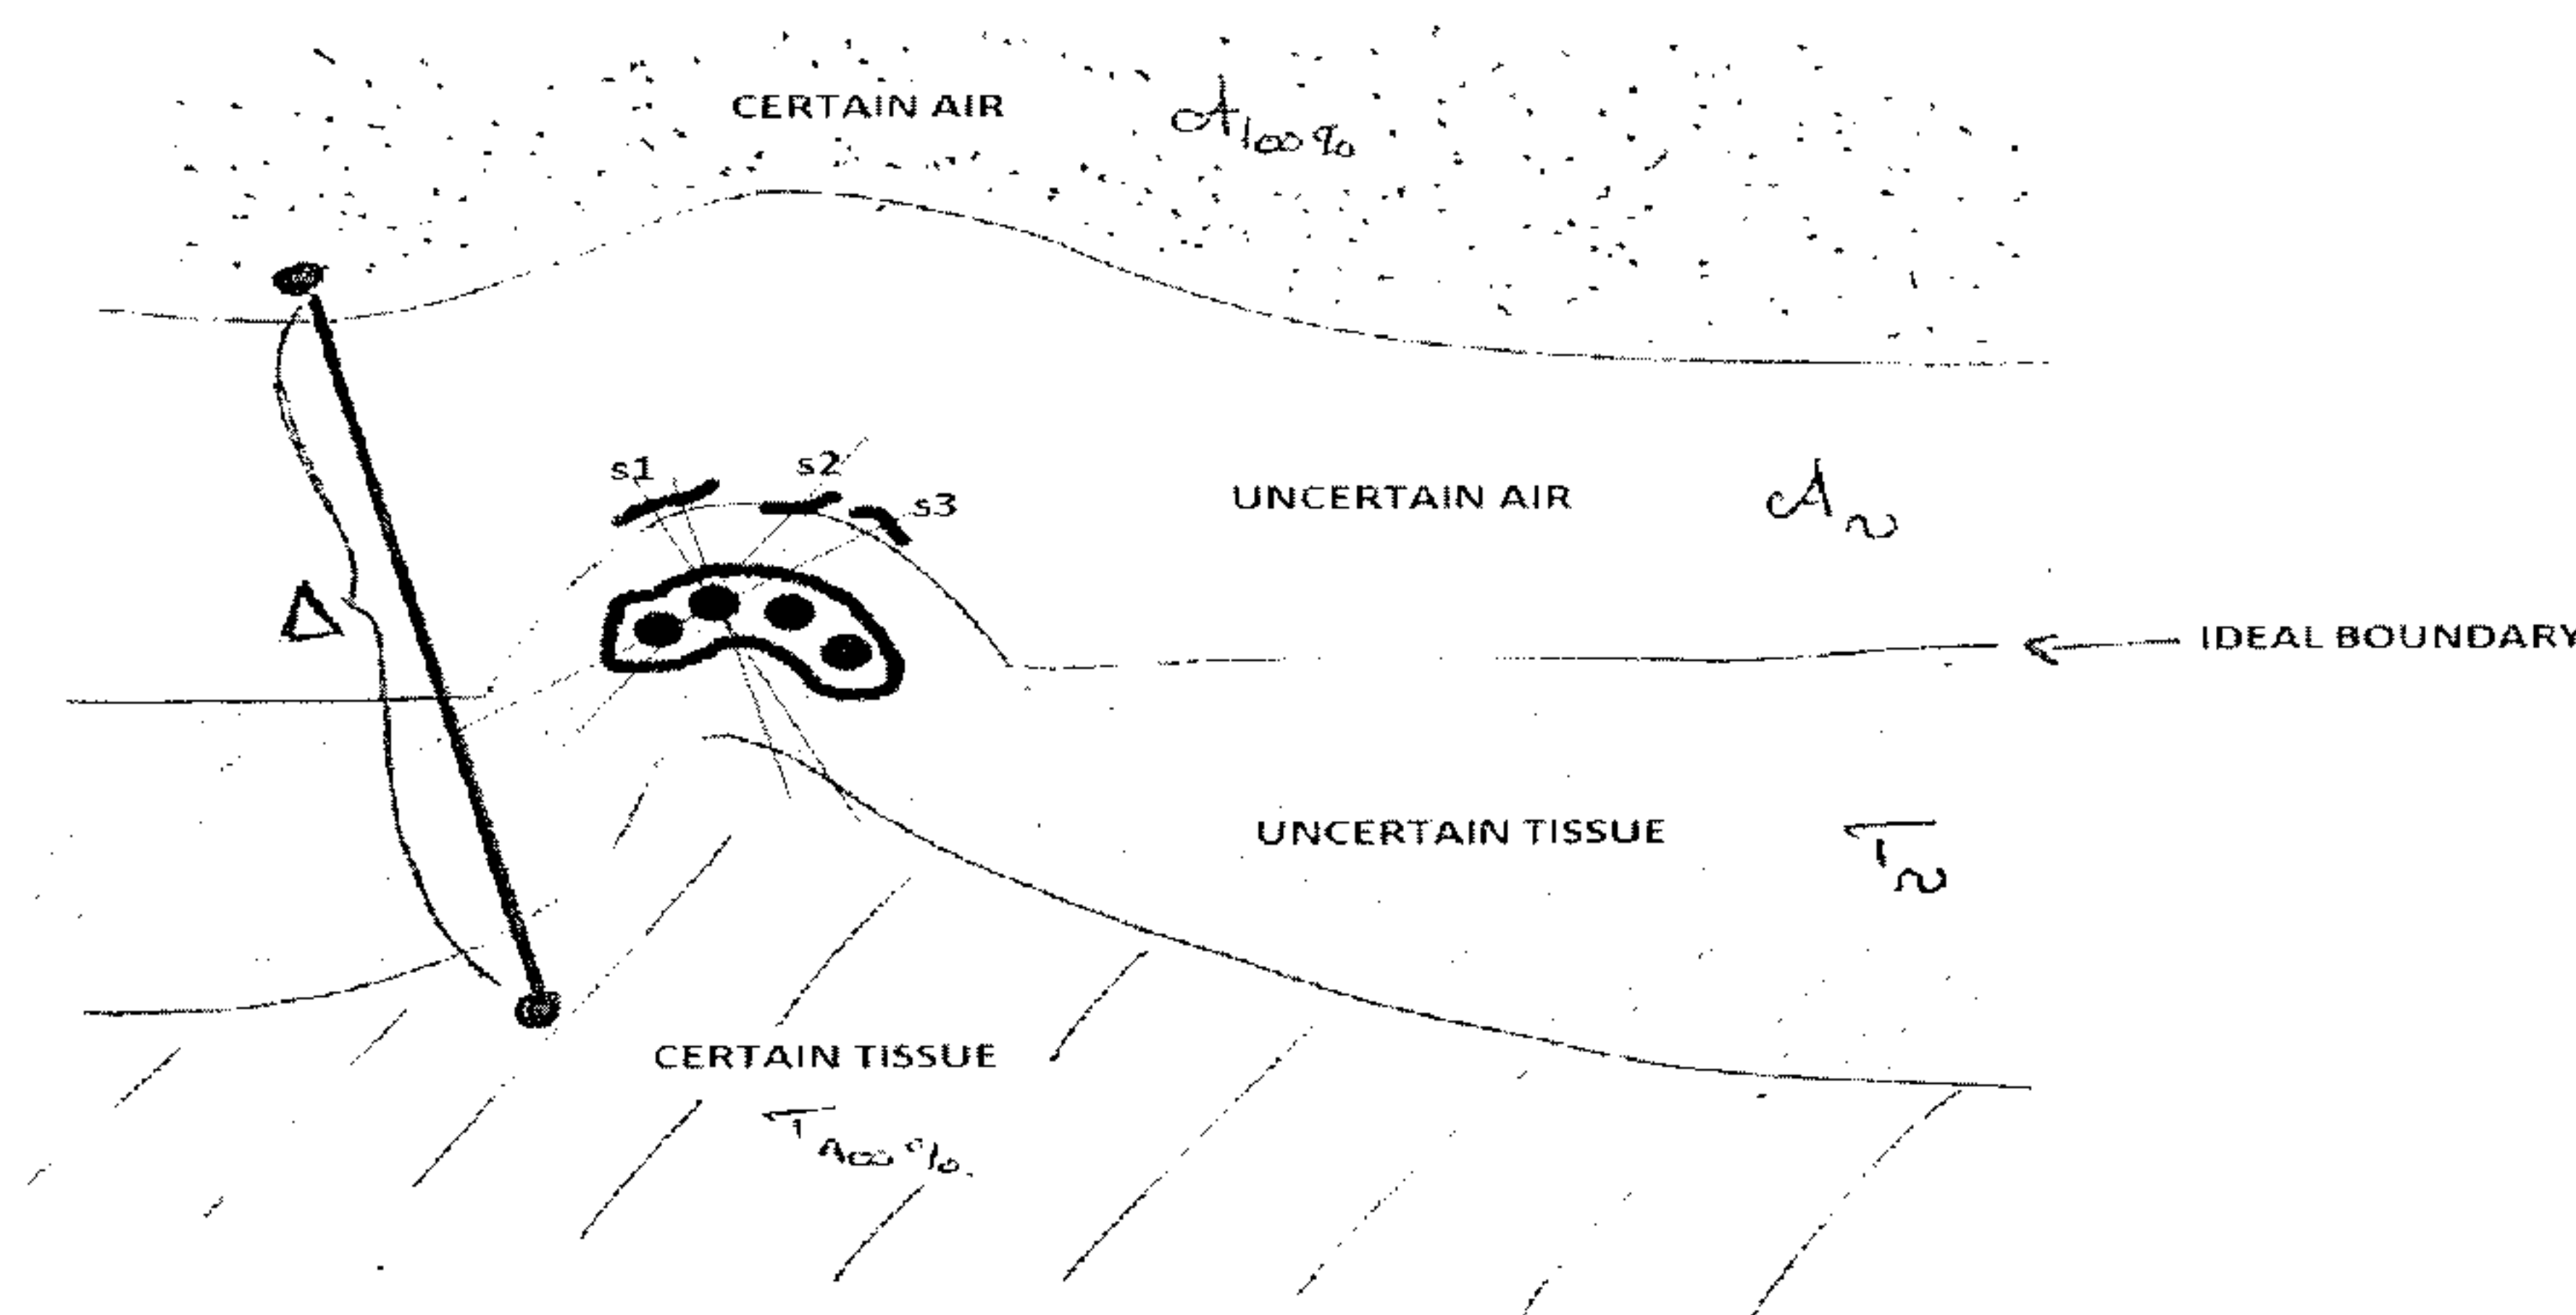 CERTAIN AIR A100%
s1 s2 s3
UNCERTAIN AIR A~
Δ
IDEAL BOUNDARY
UNCERTAIN TISSUE T~
CERTAIN TISSUE
T100%.